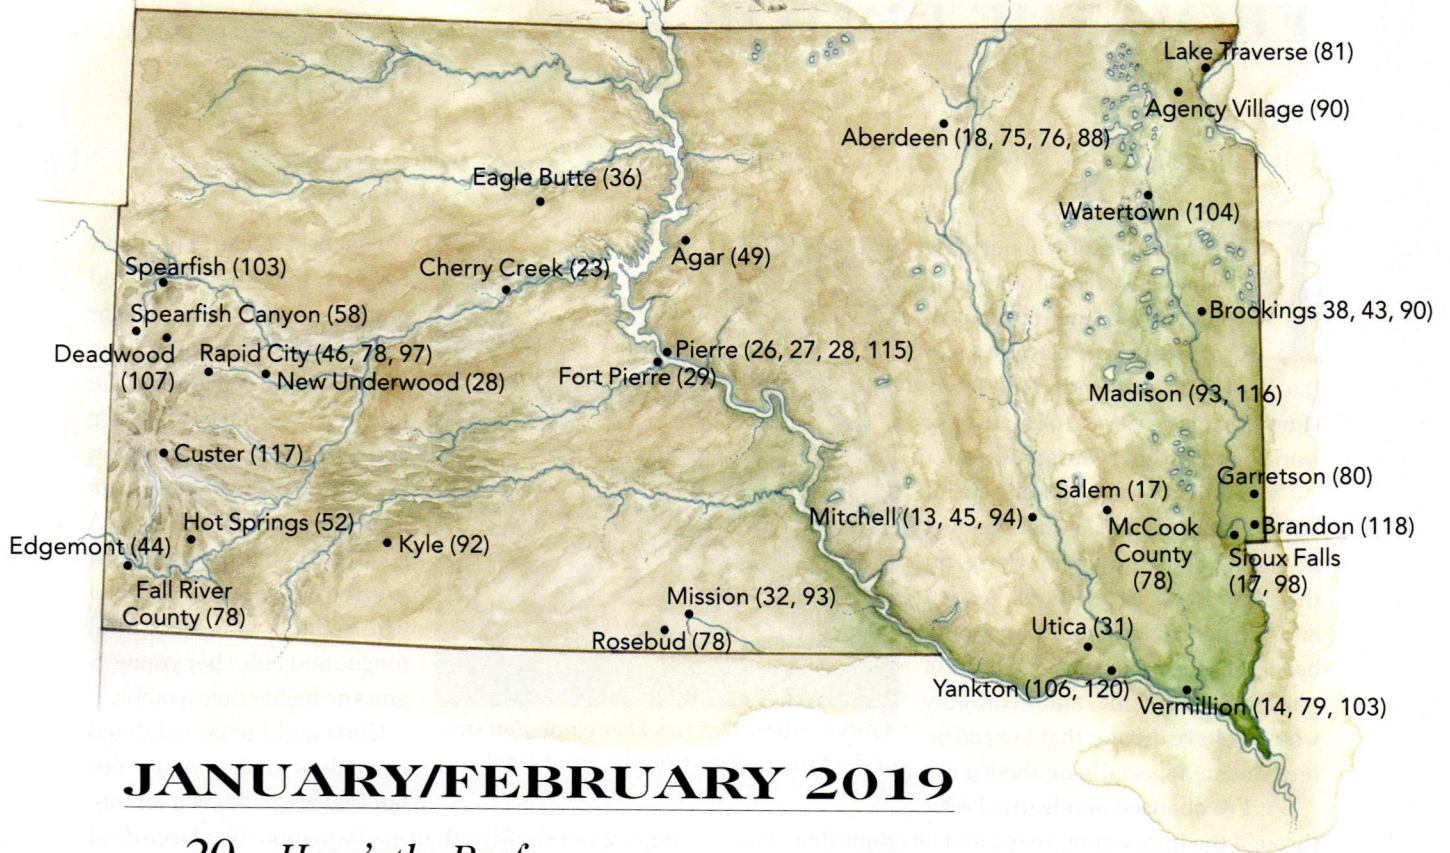 Lake Traverse (81)
Agency Village (90)
Aberdeen (18, 75, 76, 88)
Eagle Butte (36)
Watertown (104)
Agar (49)
Spearfish (103)
Cherry Creek (23)
Spearfish Canyon (58)
Brookings 38, 43, 90)
Deadwood
(107)
Rapid City (46, 78, 97)
Pierre (26, 27, 28, 115)
New Underwood (28)
Fort Pierre (29)
Madison (93, 116)
Custer (117)
Garretson (80)
Salem (17)
Hot Springs (52)
Mitchell (13, 45, 94)
McCook
County
(78)
Brandon (118)
Edgemont (44)
Kyle (92)
Sioux Falls
(17, 98)
Fall River
County (78)
Mission (32, 93)
Rosebud (78)
Utica (31)
Yankton (106, 120)
Vermillion (14, 79, 103)
JANUARY/FEBRUARY 2019